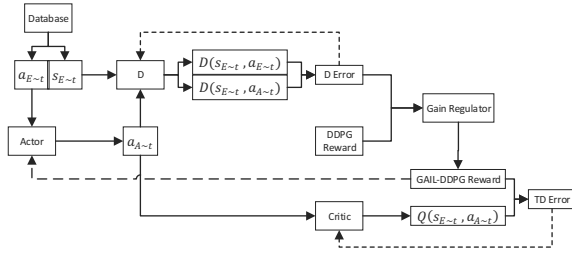 Database
a_{E~t} s_{E~t}
D
D(s_{E~t}, a_{E~t})
D(s_{E~t}, a_{A~t})
D Error
Gain Regulator
Actor
a_{A~t}
DDPG
Reward
GAIL-DDPG Reward
TD Error
Critic
Q(s_{E~t}, a_{A~t})